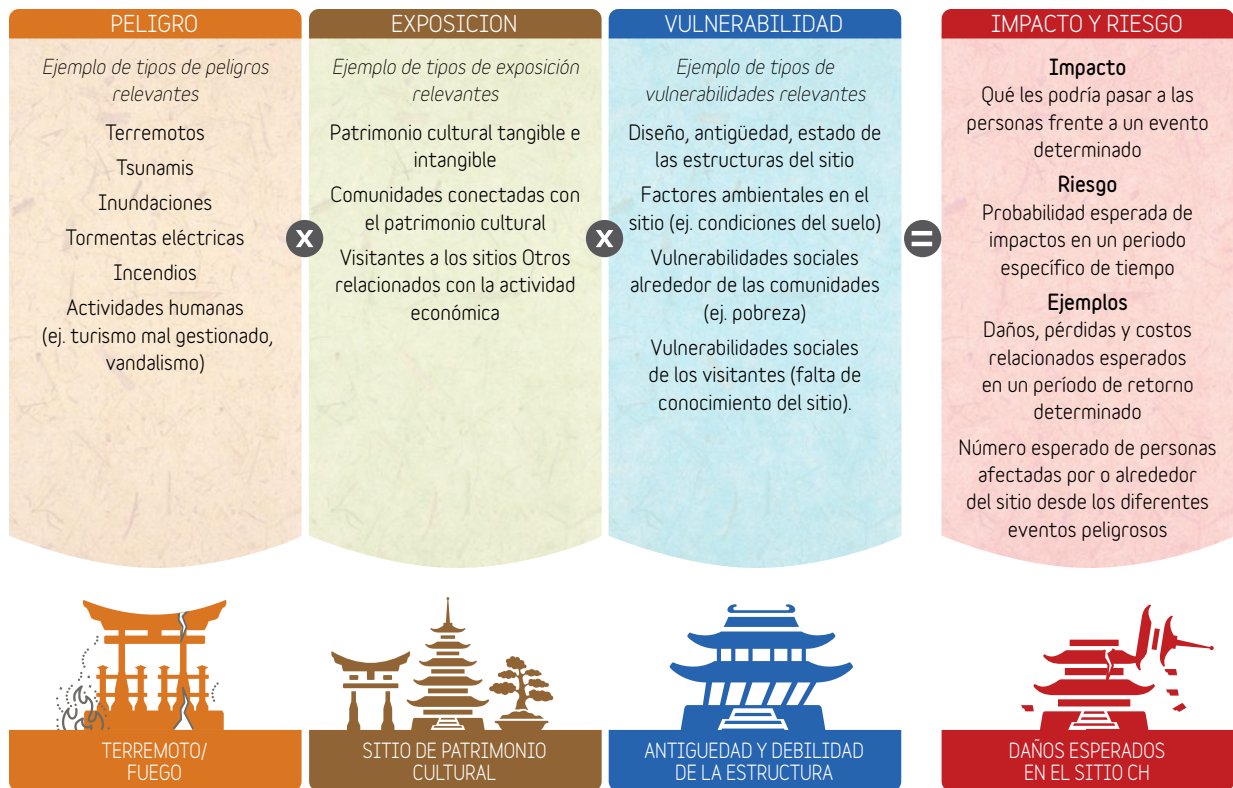 PELIGRO
Ejemplo de tipos de peligros
relevantes
Terremotos
Tsunamis
Inundaciones
Tormentas eléctricas
Incendios
Actividades humanas
(ej. turismo mal gestionado,
vandalismo)
X
EXPOSICION
Ejemplo de tipos de exposición
relevantes
Patrimonio cultural tangible e
intangible
Comunidades conectadas con
el patrimonio cultural
Visitantes a los sitios Otros
relacionados con la actividad
económica
X
VULNERABILIDAD
Ejemplo de tipos de
vulnerabilidades relevantes
Diseño, antigüedad, estado de
las estructuras del sitio
Factores ambientales en el
sitio (ej. condiciones del suelo)
Vulnerabilidades sociales
alrededor de las comunidades
(ej. pobreza)
Vulnerabilidades sociales
de los visitantes (falta de
conocimiento del sitio).
=
IMPACTO Y RIESGO
Impacto
Qué les podría pasar a las
personas frente a un evento
determinado
Riesgo
Probabilidad esperada de
impactos en un periodo
específico de tiempo
Ejemplos
Daños, pérdidas y costos
relacionados esperados
en un período de retorno
determinado
Número esperado de personas
afectadas por o alrededor
del sitio desde los diferentes
eventos peligrosos
TERREMOTO/
FUEGO
SITIO DE PATRIMONIO
CULTURAL
ANTIGUEDAD Y DEBILIDAD
DE LA ESTRUCTURA
DAÑOS ESPERADOS
EN EL SITIO CH